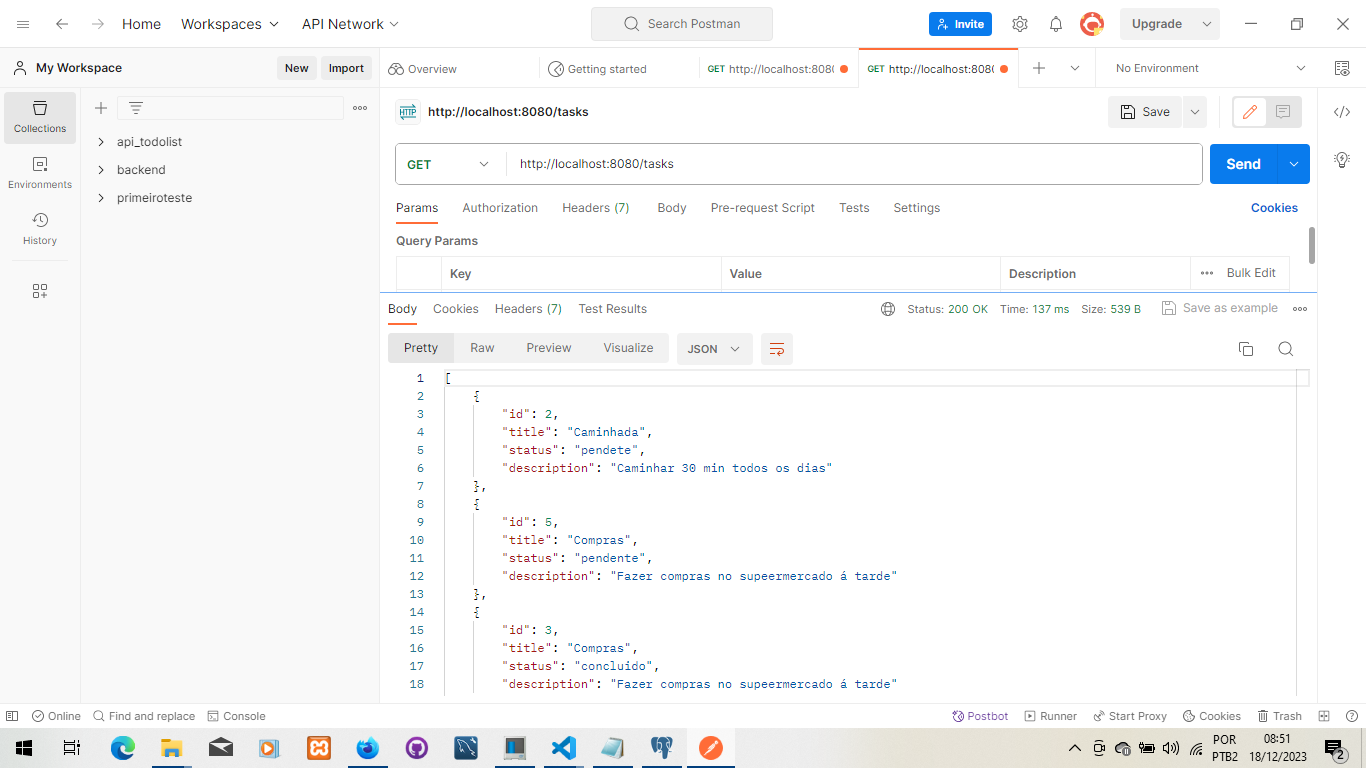 Home Workspaces API Network Search Postman Invite Upgrade
My Workspace New Import Overview Getting started GET http://localhost:808( GET http://localhost:808( No Environment
Collections
Environments
History
api_todolist
backend
primeiroteste
HTTP http://localhost:8080/tasks Save
GET http://localhost:8080/tasks Send
Params Authorization Headers (7) Body Pre-request Script Tests Settings Cookies
Query Params
Key Value Description Bulk Edit
Body Cookies Headers (7) Test Results Status: 200 OK Time: 137 ms Size: 539 B Save as example
Pretty Raw Preview Visualize JSON
1 [
2 {
3 "id": 2,
4 "title": "Caminhada",
5 "status": "pendete",
6 "description": "Caminhar 30 min todos os dias"
7 },
8 {
9 "id": 5,
10 "title": "Compras",
11 "status": "pendente",
12 "description": "Fazer compras no supeermercado á tarde"
13 },
14 {
15 "id": 3,
16 "title": "Compras",
17 "status": "concluido",
18 "description": "Fazer compras no supeermercado á tarde"
Online Find and replace Console Postbot Runner Start Proxy Cookies Trash
POR 08:51
PTB2 18/12/2023 2